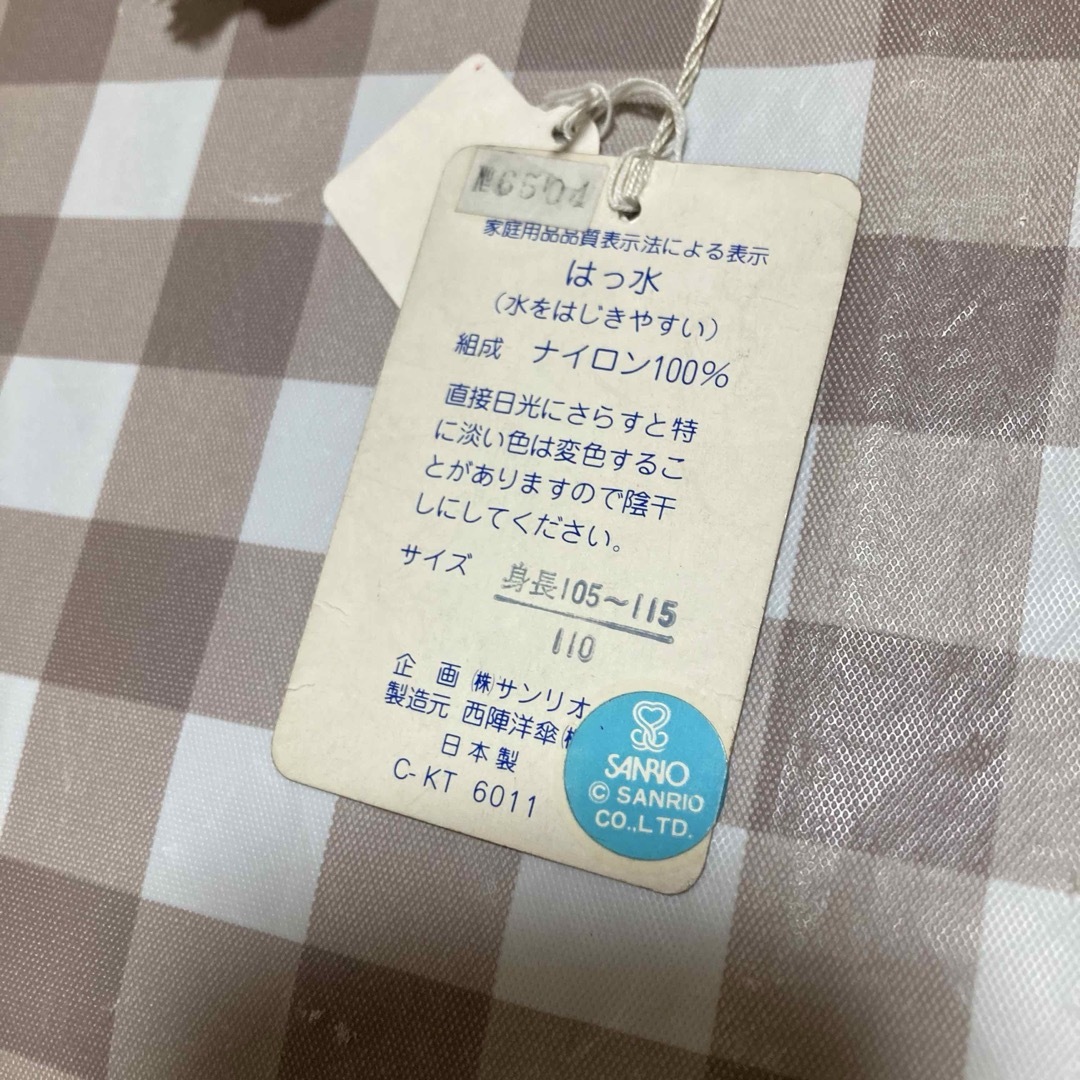 №6504
家庭用品品質表示法による表示
はっ水
(水をはじきやすい)
組成 ナイロン100%
直接日光にさらすと特
に淡い色は変色するこ
とがありますので陰干
しにしてください。
サイズ 身長105~115
110
企画 ㈱サンリオ
製造元 西陣洋傘
日本製
C-KT 6011
SANRIO
© SANRIO
CO.,LTD.